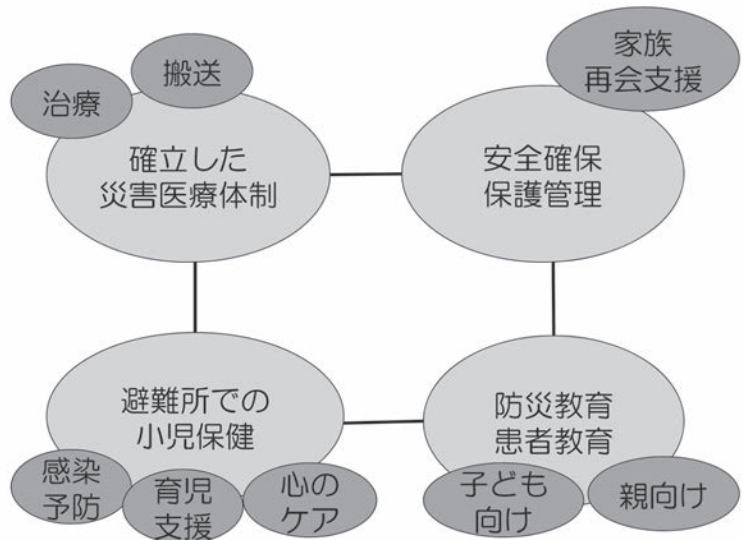 治療
搬送
確立した
災害医療体制
家族
再会支援
安全確保
保護管理
避難所での
小児保健
感染
予防
育児
支援
心の
ケア
防災教育
患者教育
子ども
向け
親向け